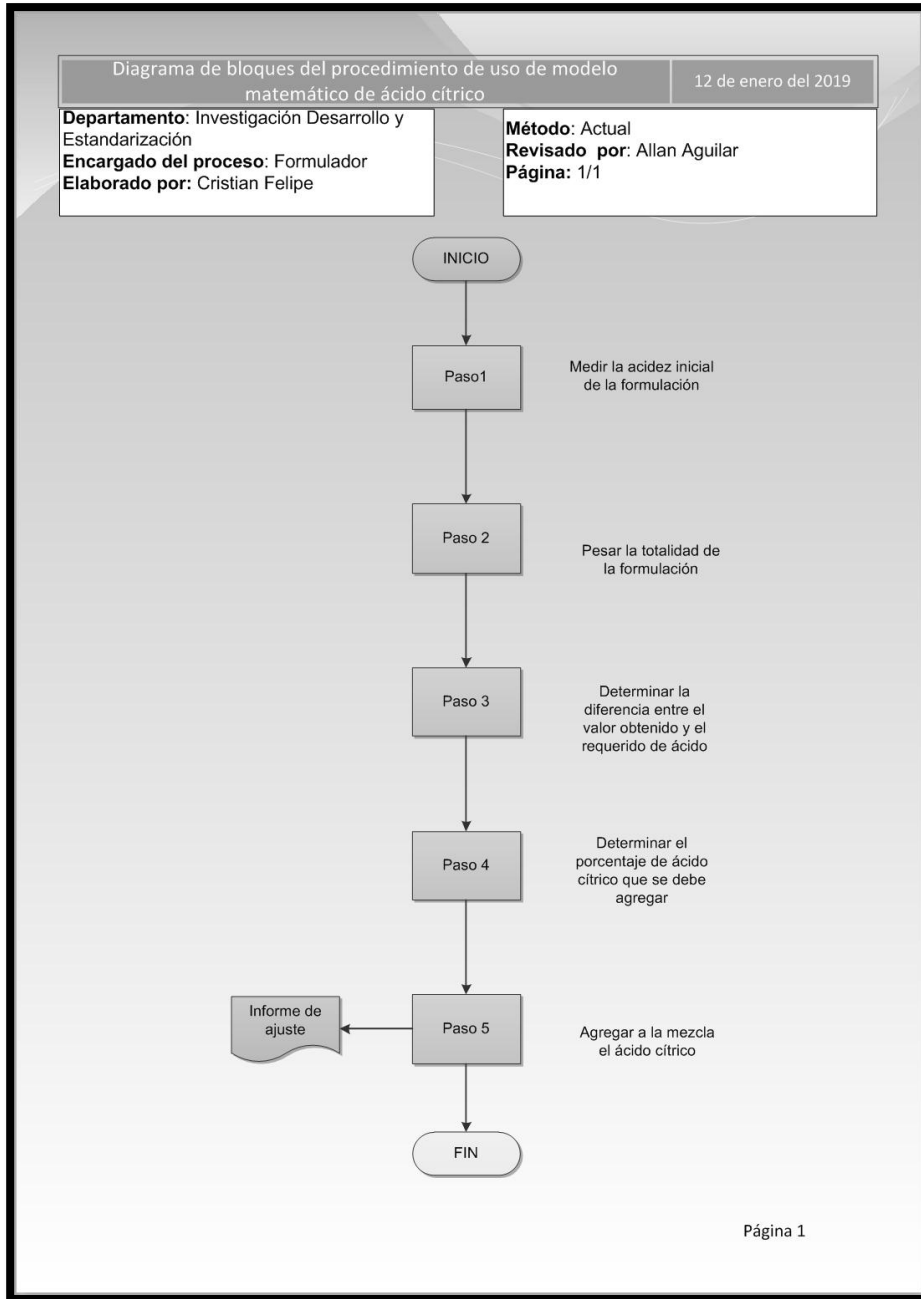 Diagrama de bloques del procedimiento de uso de modelo
matemático de ácido cítrico
12 de enero del 2019
Departamento: Investigación Desarrollo y
Estandarización
Encargado del proceso: Formulador
Elaborado por: Cristian Felipe
Método: Actual
Revisado por: Allan Aguilar
Página: 1/1
INICIO
Paso1
Medir la acidez inicial
de la formulación
Paso 2
Pesar la totalidad de
la formulación
Paso 3
Determinar la
diferencia entre el
valor obtenido y el
requerido de ácido
Paso 4
Determinar el
porcentaje de ácido
cítrico que se debe
agregar
Informe de
ajuste
Paso 5
Agregar a la mezcla
el ácido cítrico
FIN
Página 1